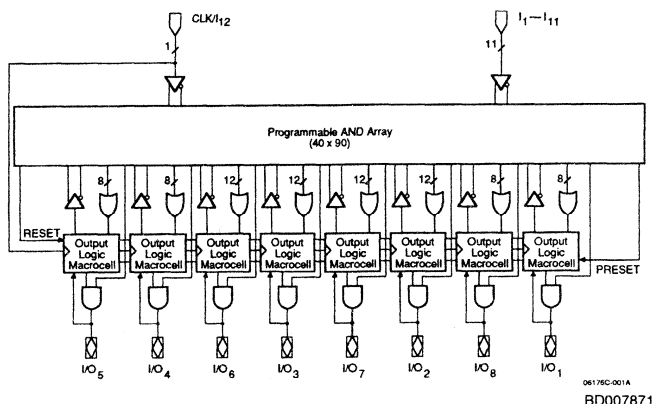 CLK/I12
I1—I11
1
11
Programmable AND Array
(40 x 90)
8 8 12 12 12 12 8 8
RESET
Output Logic Macrocell
Output Logic Macrocell
Output Logic Macrocell
Output Logic Macrocell
Output Logic Macrocell
Output Logic Macrocell
Output Logic Macrocell
Output Logic Macrocell
PRESET
I/O5 I/O4 I/O6 I/O3 I/O7 I/O2 I/O8 I/O1
06176C-001A
BD007871